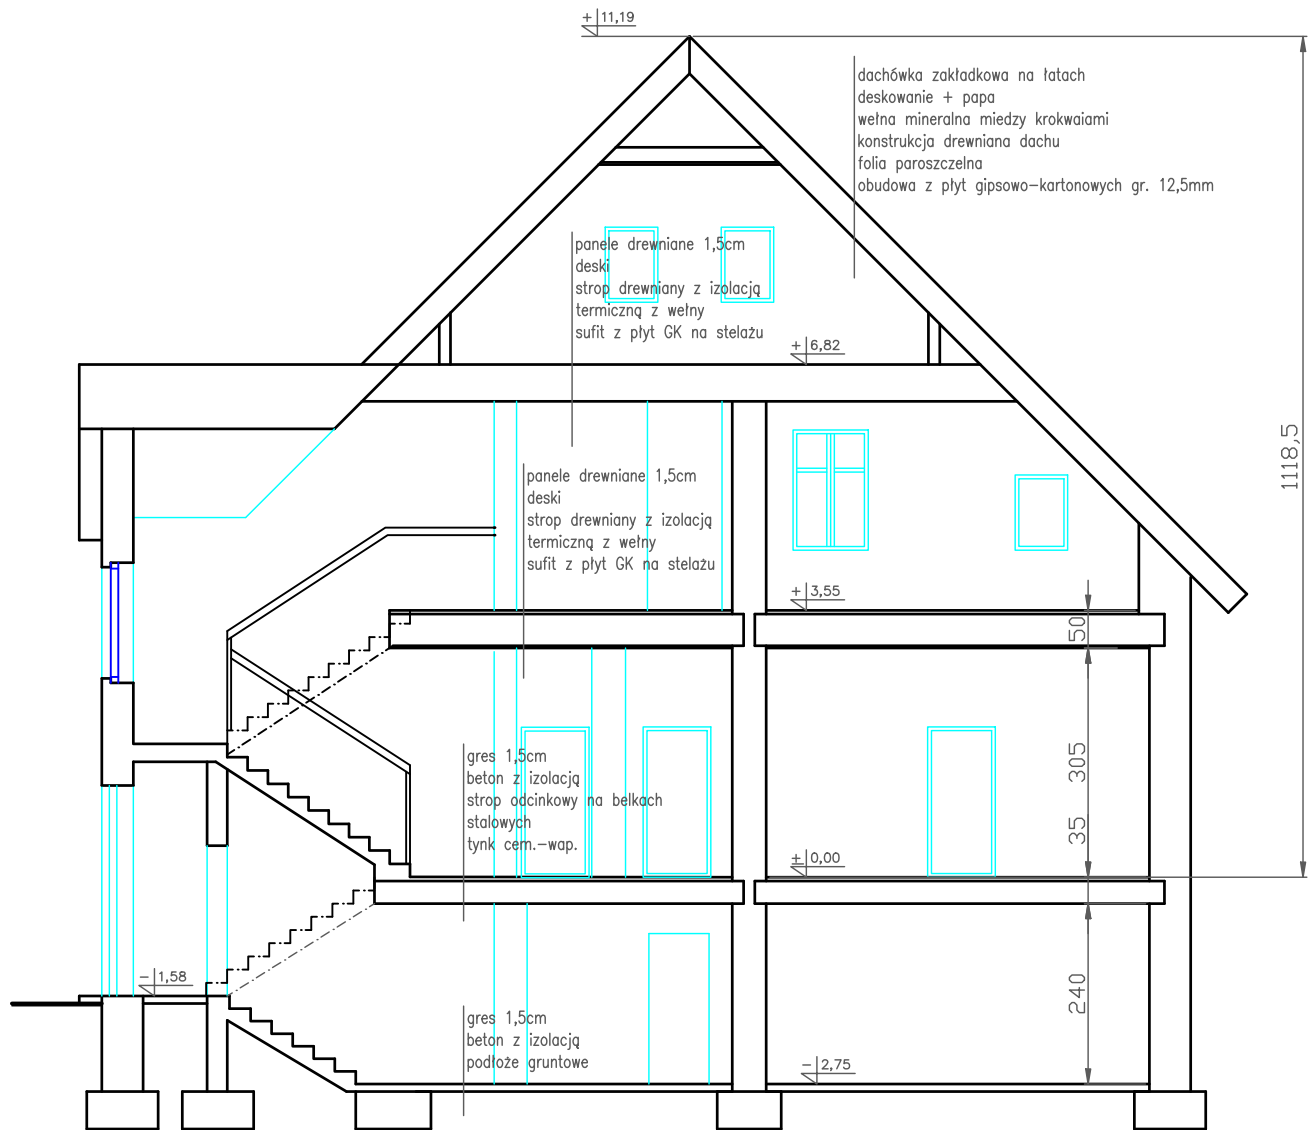 + 11,19
dachówka zakładkowa na łatach
deskowanie + papa
wełna mineralna miedzy krokwaiami
konstrukcja drewniana dachu
folia paroszczelna
obudowa z płyt gipsowo-kartonowych gr. 12,5mm
panele drewniane 1,5cm
deski
strop drewniany z izolacją
termiczną z wełny
sufit z płyt GK na stelażu
+ 6,82
1118,5
panele drewniane 1,5cm
deski
strop drewniany z izolacją
termiczną z wełny
sufit z płyt GK na stelażu
+ 3,55
50
305
gres 1,5cm
beton z izolacją
strop odcinkowy na belkach
stalowych
tynk cem.-wap.
35
+ 0,00
- 1,58
240
gres 1,5cm
beton z izolacją
podłoże gruntowe
- 2,75